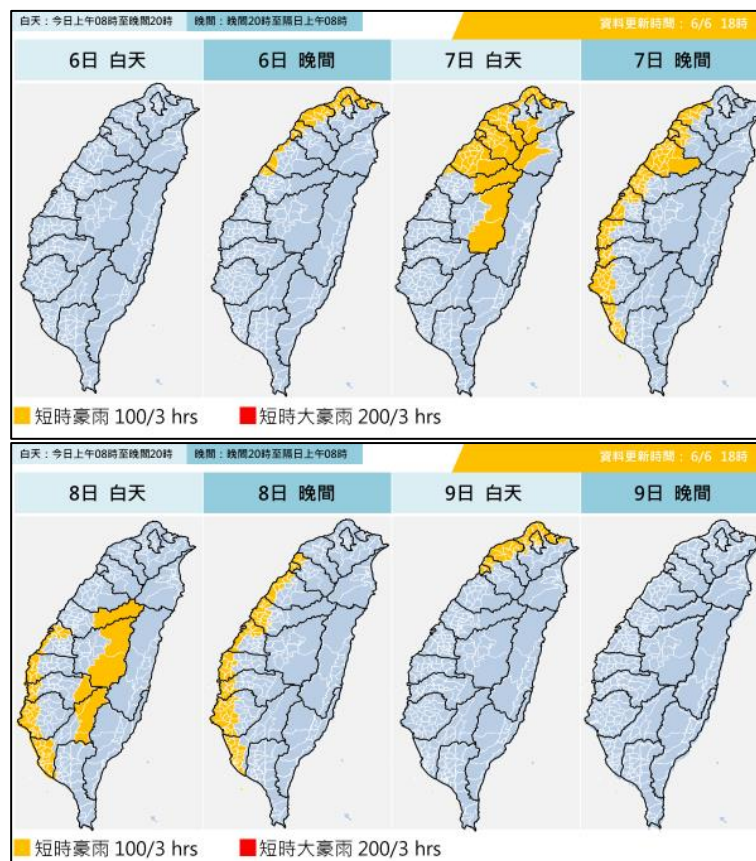 白天：今日上午08時至晚間20時 晚間：晚間20時至隔日上午08時 資料更新時間：6/6 18時
6日 白天 6日 晚間 7日 白天 7日 晚間
短時豪雨 100/3 hrs 短時大豪雨 200/3 hrs
白天：今日上午08時至晚間20時 晚間：晚間20時至隔日上午08時 資料更新時間：6/6 18時
8日 白天 8日 晚間 9日 白天 9日 晚間
短時豪雨 100/3 hrs 短時大豪雨 200/3 hrs